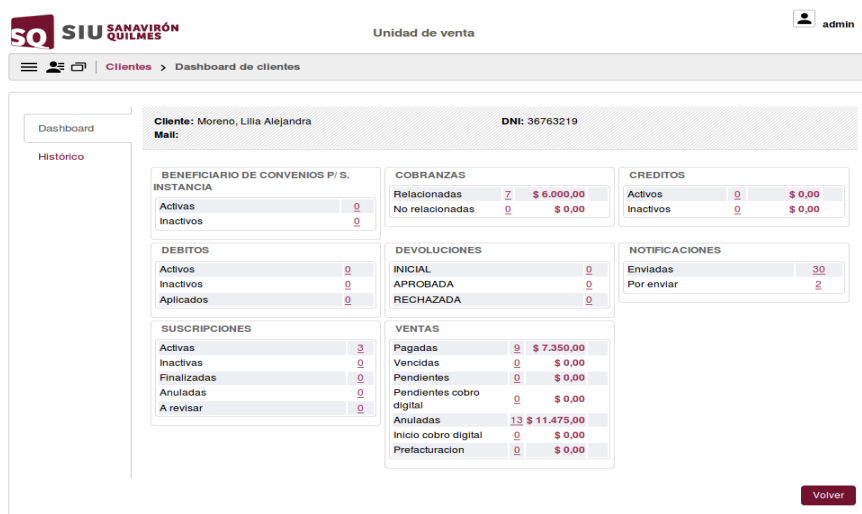 SQ SIU SANAVIRÓN
QUILMES
Unidad de venta
admin
Clientes > Dashboard de clientes
Dashboard
Histórico
Cliente: Moreno, Lilia Alejandra DNI: 36763219
Mail:
BENEFICIARIO DE CONVENIOS P/ S.
INSTANCIA
Activas 0
Inactivos 0
COBRANZAS
Relacionadas 7 $ 6.000,00
No relacionadas 0 $ 0,00
CREDITOS
Activos 0 $ 0,00
Inactivos 0 $ 0,00
DEBITOS
Activos 0
Inactivos 0
Aplicados 0
DEVOLUCIONES
INICIAL 0
APROBADA 0
RECHAZADA 0
NOTIFICACIONES
Enviadas 30
Por enviar 2
SUSCRIPCIONES
Activas 3
Inactivas 0
Finalizadas 0
Anuladas 0
A revisar 0
VENTAS
Pagadas 9 $ 7.350,00
Vencidas 0 $ 0,00
Pendientes 0 $ 0,00
Pendientes cobro
digital 0 $ 0,00
Anuladas 13 $ 11.475,00
Inicio cobro digital 0 $ 0,00
Prefacturacion 0 $ 0,00
Volver